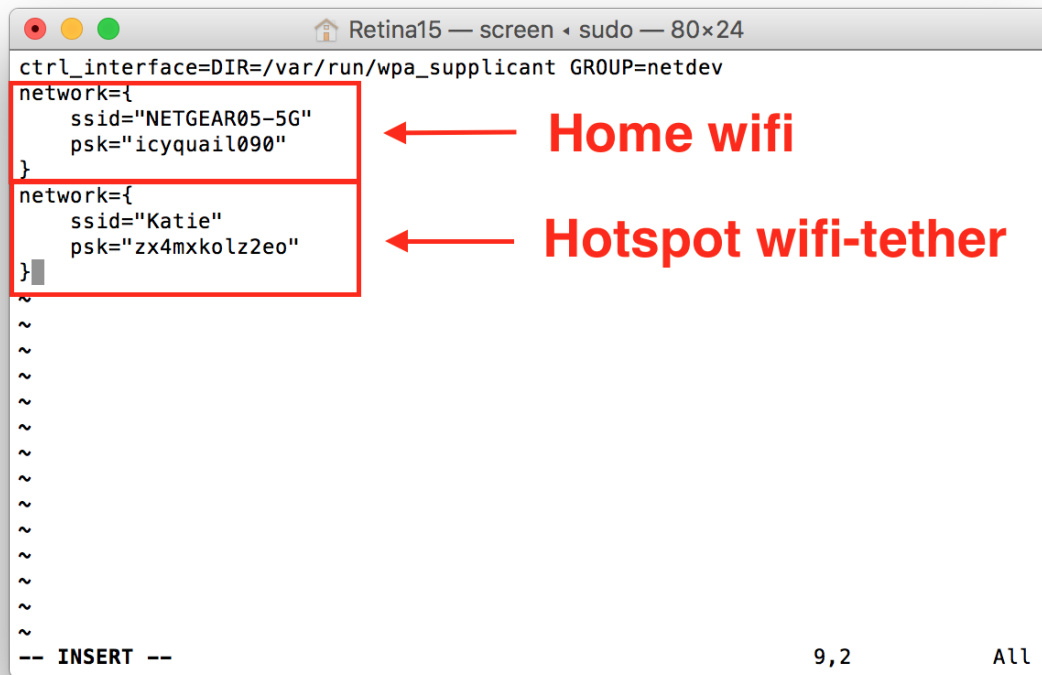 Retina15 — screen ◂ sudo — 80×24
ctrl_interface=DIR=/var/run/wpa_supplicant GROUP=netdev
network={
    ssid="NETGEAR05-5G"
    psk="icyquail090"
}
Home wifi
network={
    ssid="Katie"
    psk="zx4mxkolz2eo"
}
Hotspot wifi-tether
~
~
~
~
~
~
~
~
~
~
~
~
~
~
-- INSERT --    9,2    All